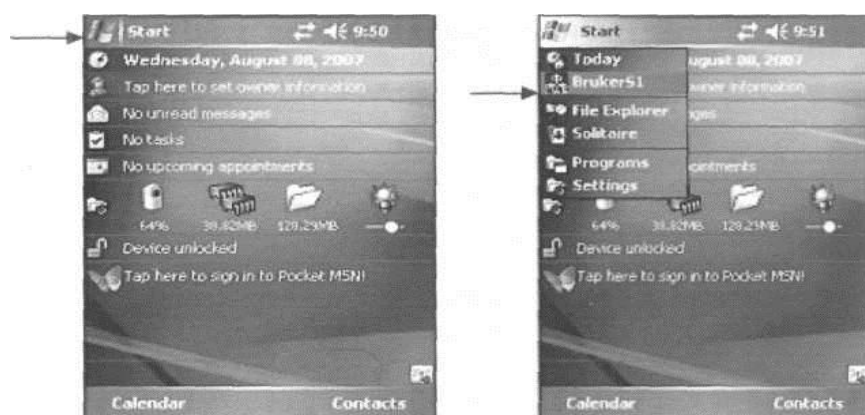 Start 9:50
Wednesday, August 08, 2007
Tap here to set owner information
No unread messages
No tasks
No upcoming appointments
64% 38.82MB 128.29MB
Device unlocked
Tap here to sign in to Pocket MSN!
Calendar Contacts
Start 9:51
Today ugust 08, 2007
BrukerS1 owner information
File Explorer ges
Solitaire
Programs ointments
Settings
64% 38.82MB 128.29MB
Device unlocked
Tap here to sign in to Pocket MSN!
Calendar Contacts